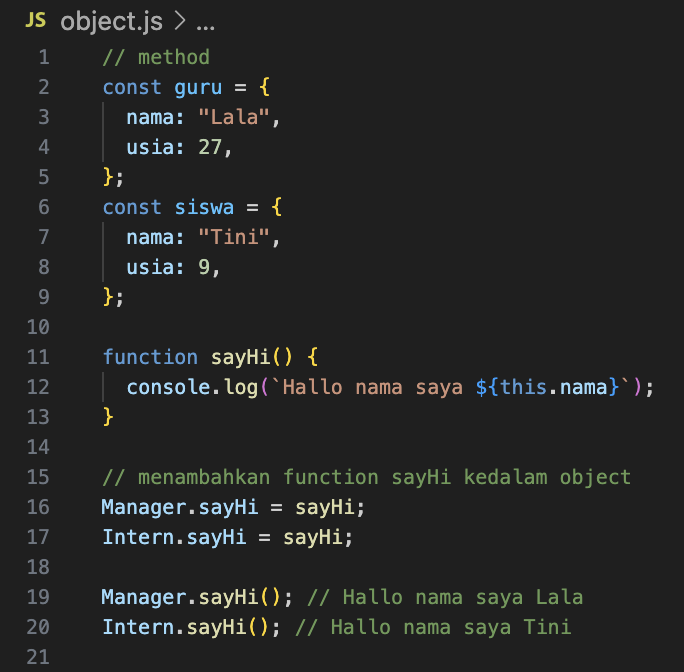 JS object.js > ...
1 // method
2 const guru = {
3   nama: "Lala",
4   usia: 27,
5 };
6 const siswa = {
7   nama: "Tini",
8   usia: 9,
9 };
10
11 function sayHi() {
12   console.log(`Hallo nama saya ${this.nama}`);
13 }
14
15 // menambahkan function sayHi kedalam object
16 Manager.sayHi = sayHi;
17 Intern.sayHi = sayHi;
18
19 Manager.sayHi(); // Hallo nama saya Lala
20 Intern.sayHi(); // Hallo nama saya Tini
21